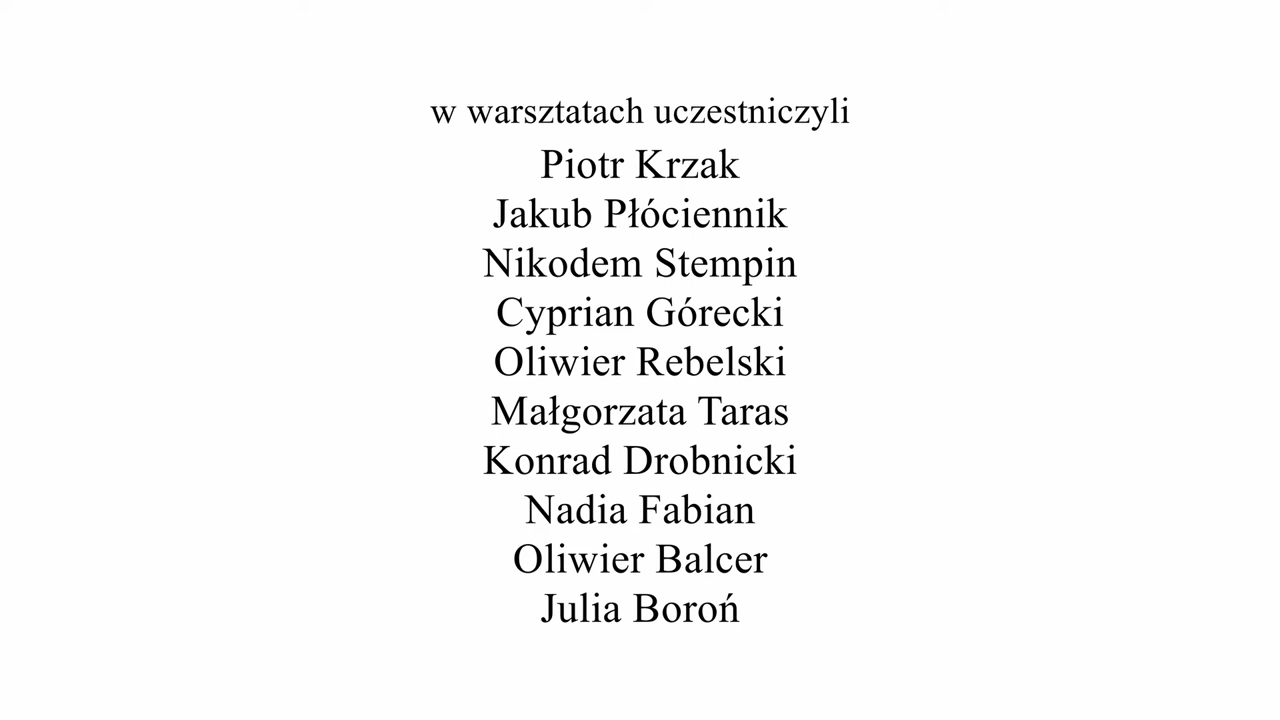 w warsztatach uczestniczyli
Piotr Krzak
Jakub Płóciennik
Nikodem Stempin
Cyprian Górecki
Oliwier Rebelski
Małgorzata Taras
Konrad Drobnicki
Nadia Fabian
Oliwier Balcer
Julia Boroń